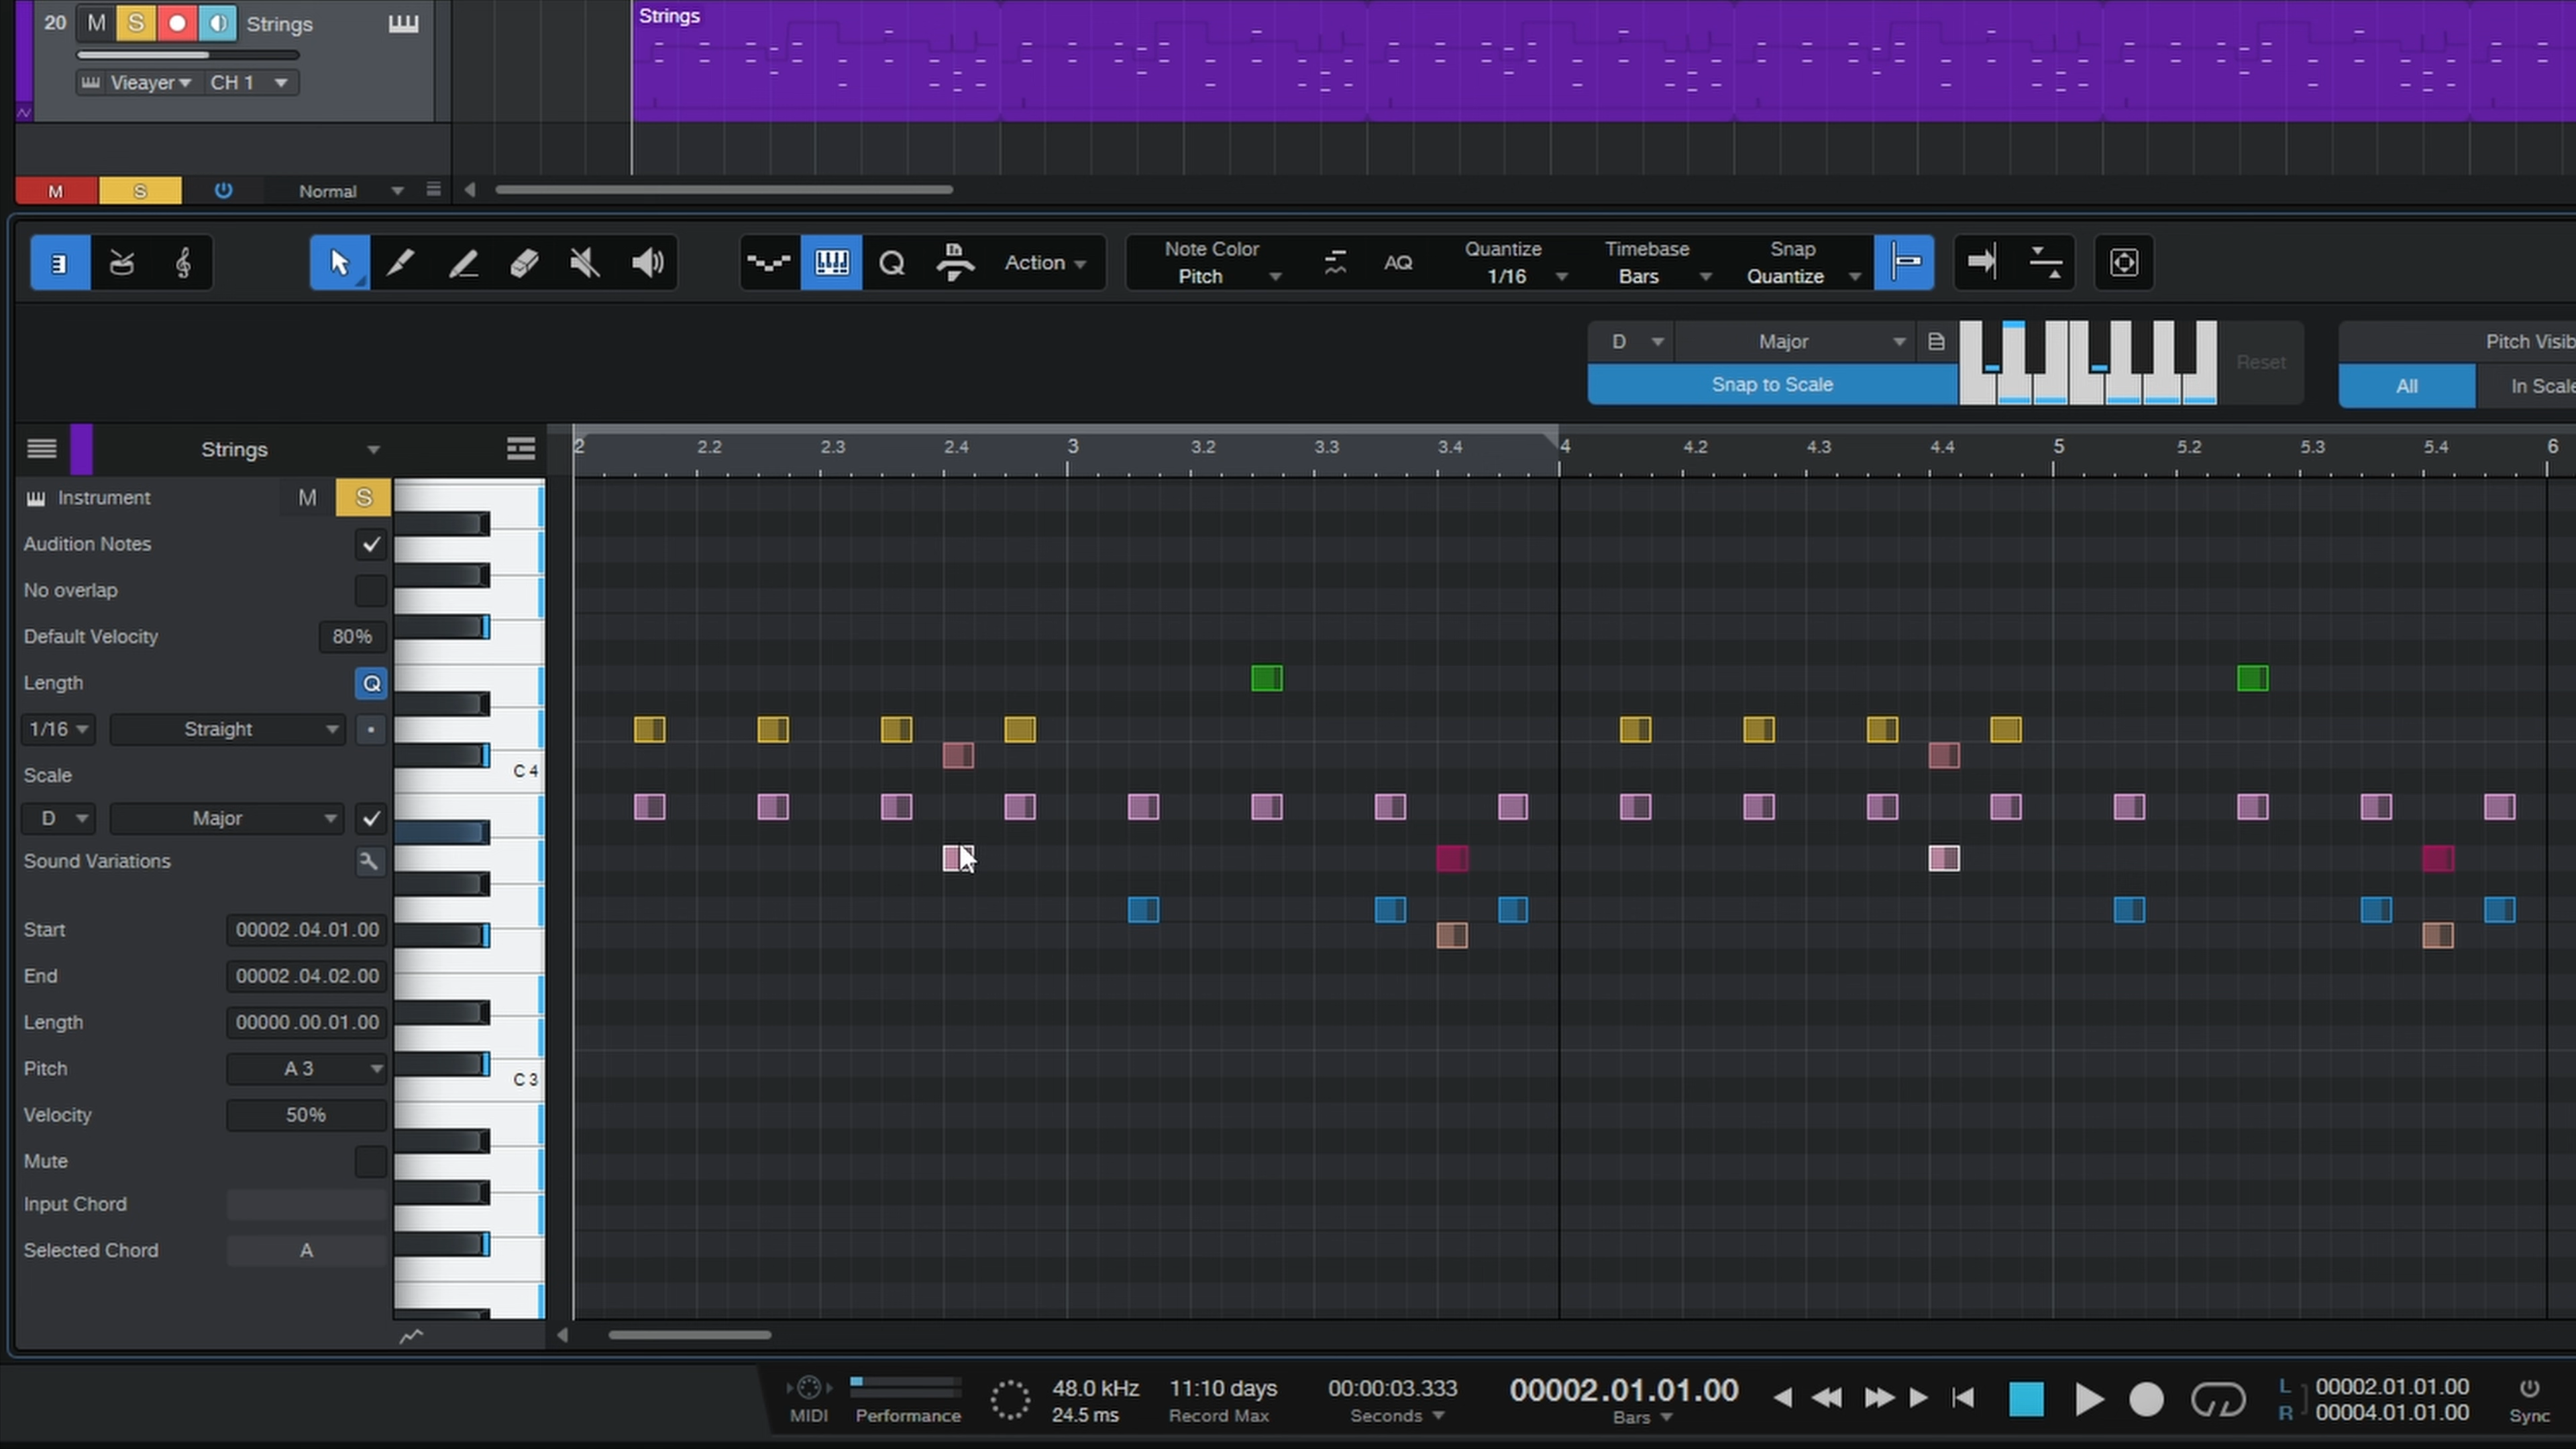 20 M S Strings
Strings
Vieayer CH 1
M S Normal
Action
Note Color
Pitch
AQ
Quantize
1/16
Timebase
Bars
Snap
Quantize
Q
D Major
Snap to Scale
Reset
Pitch Visib
All In Scale
Strings
2 2.2 2.3 2.4 3 3.2 3.3 3.4 4 4.2 4.3 4.4 5 5.2 5.3 5.4 6
Instrument M S
Audition Notes
No overlap
Default Velocity 80%
Length Q
1/16 Straight
Scale
D Major
Sound Variations
Start 00002.04.01.00
End 00002.04.02.00
Length 00000.00.01.00
Pitch A 3
Velocity 50%
Mute
Input Chord
Selected Chord A
C 4
C 3
MIDI
Performance
48.0 kHz
24.5 ms
11:10 days
Record Max
00:00:03.333
Seconds
00002.01.01.00
Bars
L 00002.01.01.00
R 00004.01.01.00
Sync